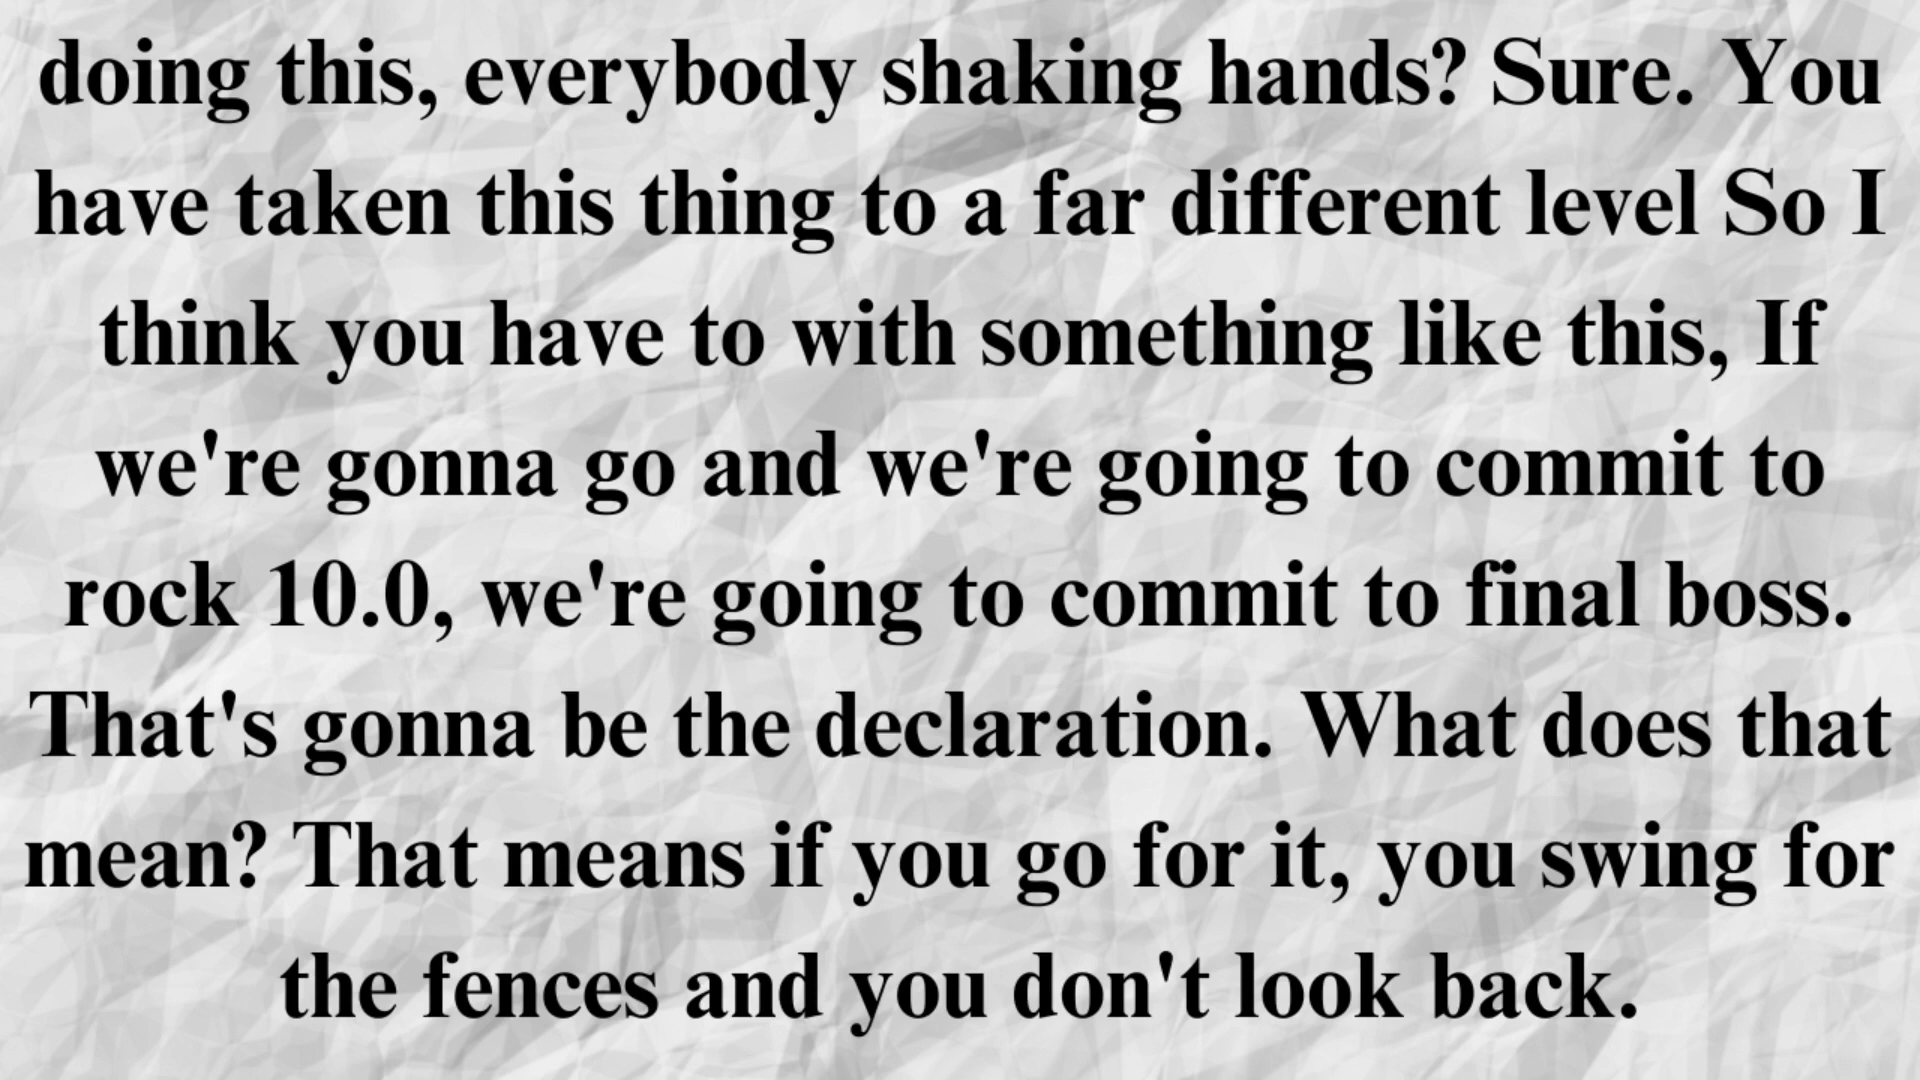 doing this, everybody shaking hands? Sure. You
have taken this thing to a far different level So I
think you have to with something like this, If
we're gonna go and we're going to commit to
rock 10.0, we're going to commit to final boss.
That's gonna be the declaration. What does that
mean? That means if you go for it, you swing for
the fences and you don't look back.